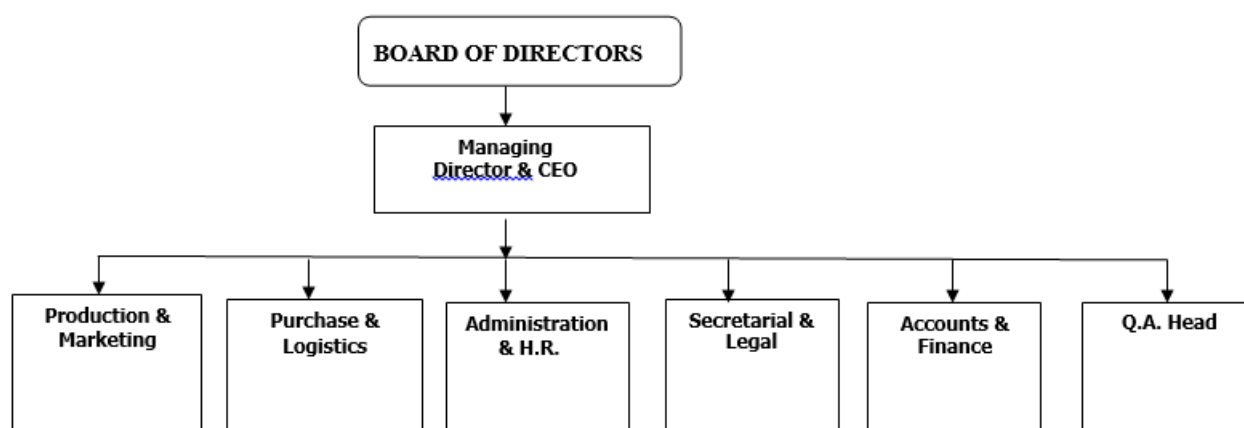 BOARD OF DIRECTORS
Managing
Director & CEO
Production &
Marketing
Purchase &
Logistics
Administration
& H.R.
Secretarial &
Legal
Accounts &
Finance
Q.A. Head